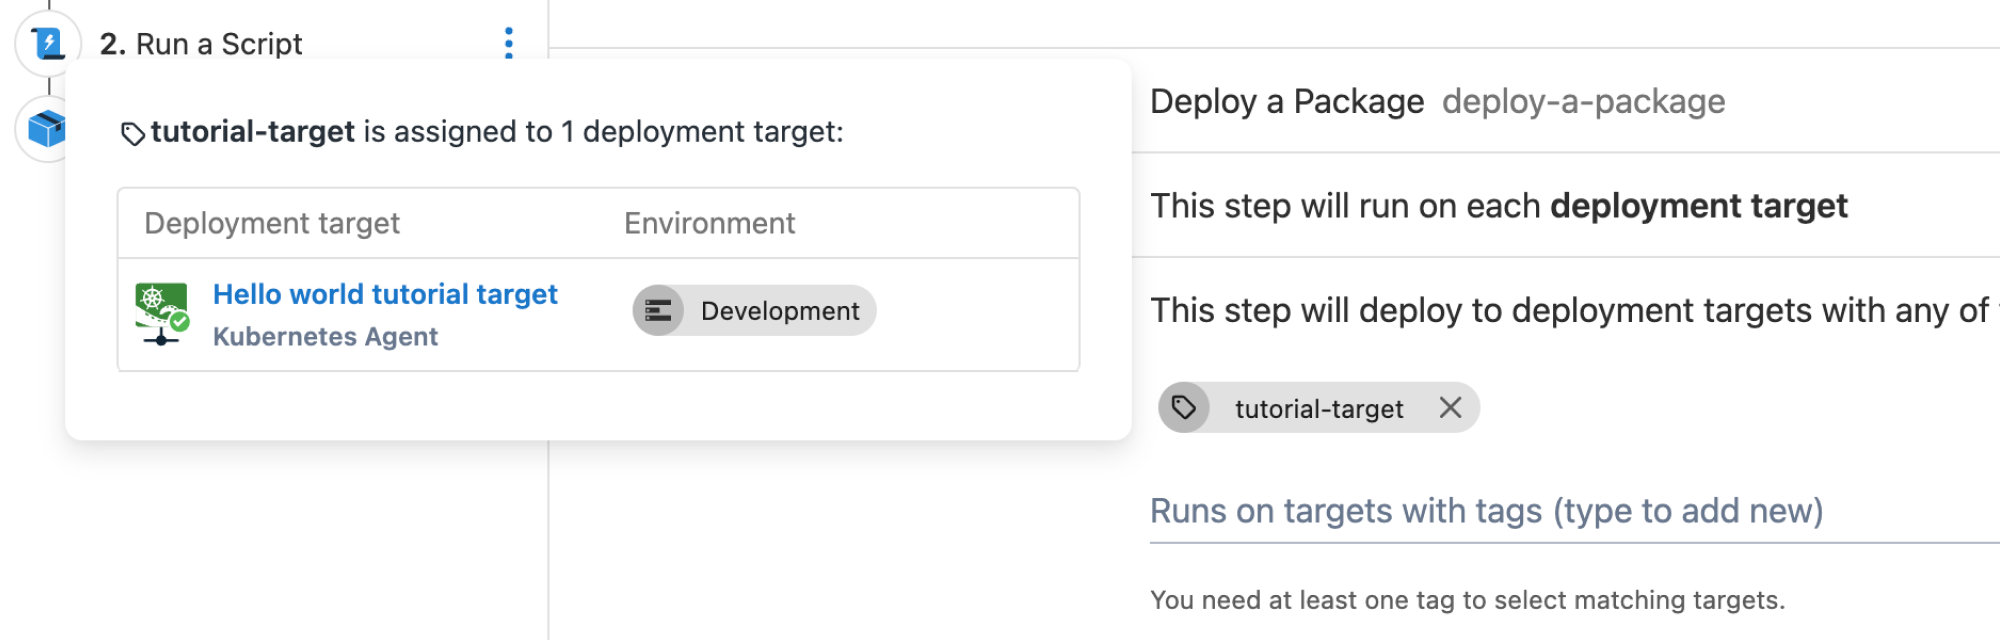 2. Run a Script
tutorial-target is assigned to 1 deployment target:
Deployment target Environment
Hello world tutorial target
Kubernetes Agent
Development
Deploy a Package deploy-a-package
This step will run on each deployment target
This step will deploy to deployment targets with any of
tutorial-target
Runs on targets with tags (type to add new)
You need at least one tag to select matching targets.